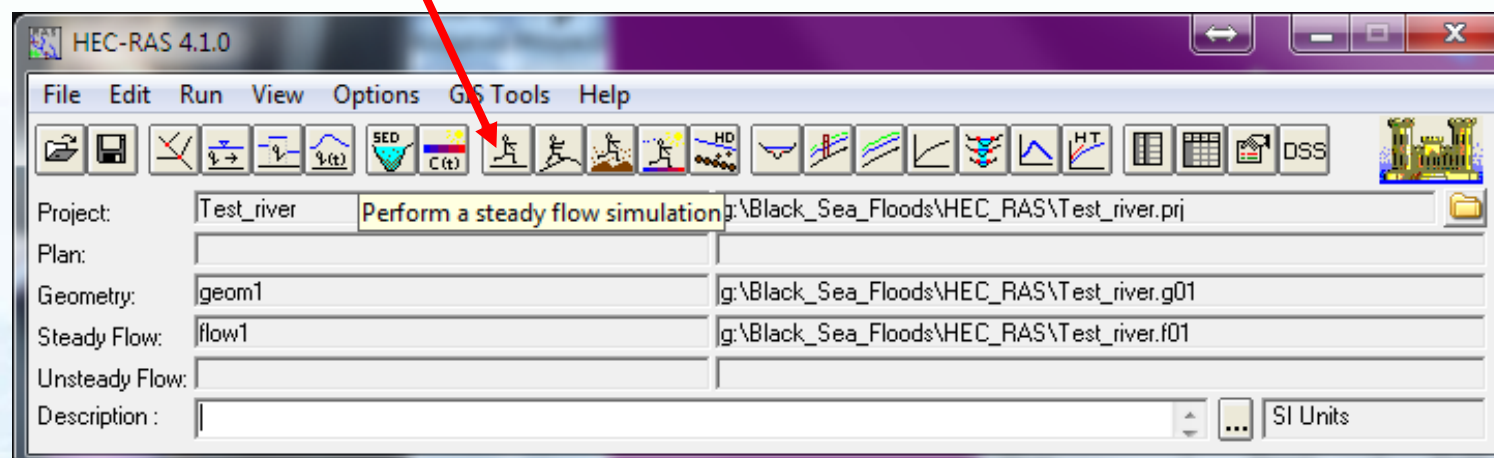 HEC-RAS 4.1.0
File Edit Run View Options GIS Tools Help
SED C(t) q(t) HD HT DSS
Project: Test_river g:\Black_Sea_Floods\HEC_RAS\Test_river.prj
Perform a steady flow simulation
Plan:
Geometry: geom1 g:\Black_Sea_Floods\HEC_RAS\Test_river.g01
Steady Flow: flow1 g:\Black_Sea_Floods\HEC_RAS\Test_river.f01
Unsteady Flow:
Description : ... SI Units